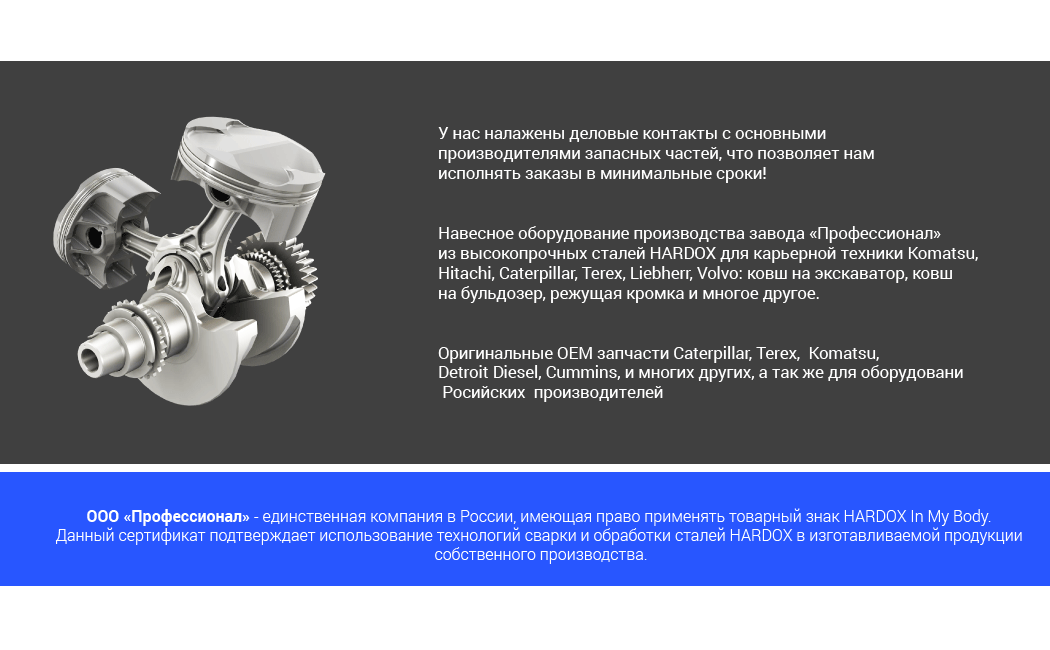 У нас налажены деловые контакты с основными
производителями запасных частей, что позволяет нам
исполнять заказы в минимальные сроки!
Навесное оборудование производства завода «Профессионал»
из высокопрочных сталей HARDOX для карьерной техники Komatsu,
Hitachi, Caterpillar, Terex, Liebherr, Volvo: ковш на экскаватор, ковш
на бульдозер, режущая кромка и многое другое.
Оригинальные OEM запчасти Caterpillar, Terex, Komatsu,
Detroit Diesel, Cummins, и многих других, а так же для оборудовани
Росийских производителей
ООО «Профессионал» - единственная компания в России, имеющая право применять товарный знак HARDOX In My Body.
Данный сертификат подтверждает использование технологий сварки и обработки сталей HARDOX в изготавливаемой продукции
собственного производства.